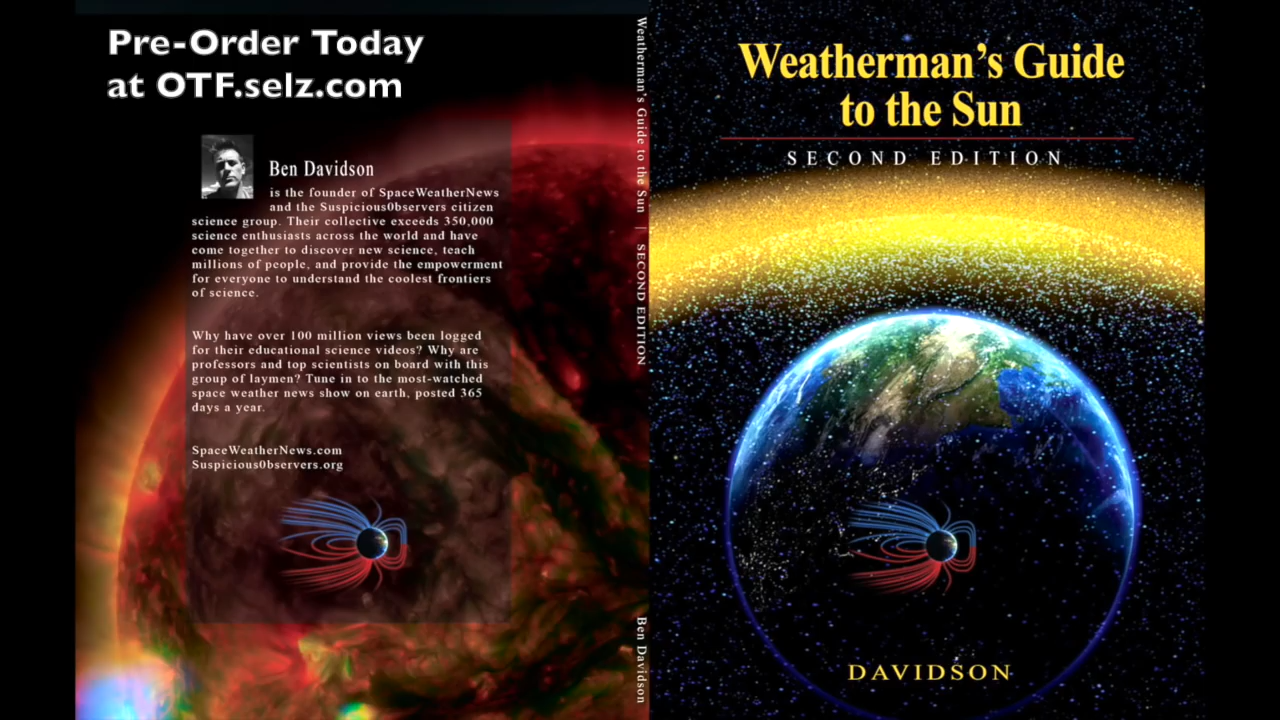 Pre-Order Today
at OTF.selz.com
Ben Davidson
is the founder of SpaceWeatherNews
and the Suspicious0bservers citizen
science group. Their collective exceeds 350,000
science enthusiasts across the world and have
come together to discover new science, teach
millions of people, and provide the empowerment
for everyone to understand the coolest frontiers
of science.
Why have over 100 million views been logged
for their educational science videos? Why are
professors and top scientists on board with this
group of laymen? Tune in to the most-watched
space weather news show on earth, posted 365
days a year.
SpaceWeatherNews.com
Suspicious0bservers.org
Weatherman's Guide to the Sun | SECOND EDITION
Ben Davidson
Weatherman's Guide
to the Sun
SECOND EDITION
DAVIDSON